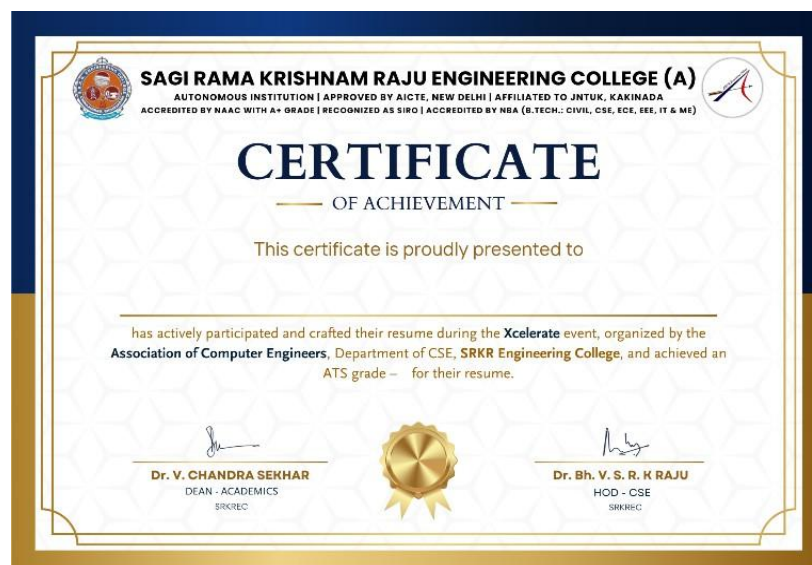 SAGI RAMA KRISHNAM RAJU ENGINEERING COLLEGE (A)
AUTONOMOUS INSTITUTION | APPROVED BY AICTE, NEW DELHI | AFFILIATED TO JNTUK, KAKINADA
ACCREDITED BY NAAC WITH A+ GRADE | RECOGNIZED AS SIRO | ACCREDITED BY NBA (B.TECH.: CIVIL, CSE, ECE, EEE, IT & ME)
CERTIFICATE
OF ACHIEVEMENT
This certificate is proudly presented to
has actively participated and crafted their resume during the Xcelerate event, organized by the
Association of Computer Engineers, Department of CSE, SRKR Engineering College, and achieved an
ATS grade – for their resume.
Dr. V. CHANDRA SEKHAR
DEAN - ACADEMICS
SRKREC
Dr. Bh. V. S. R. K RAJU
HOD - CSE
SRKREC